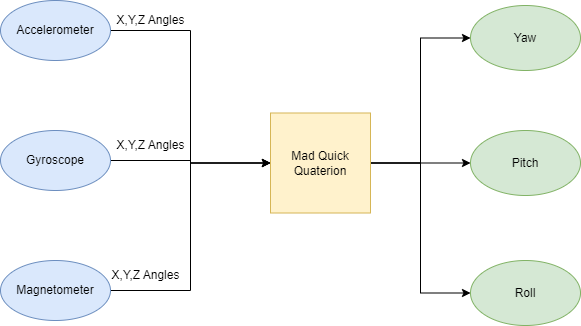 X,Y,Z Angles
Accelerometer
Yaw
X,Y,Z Angles
Gyroscope
Mad Quick
Quaterion
Pitch
X,Y,Z Angles
Magnetometer
Roll